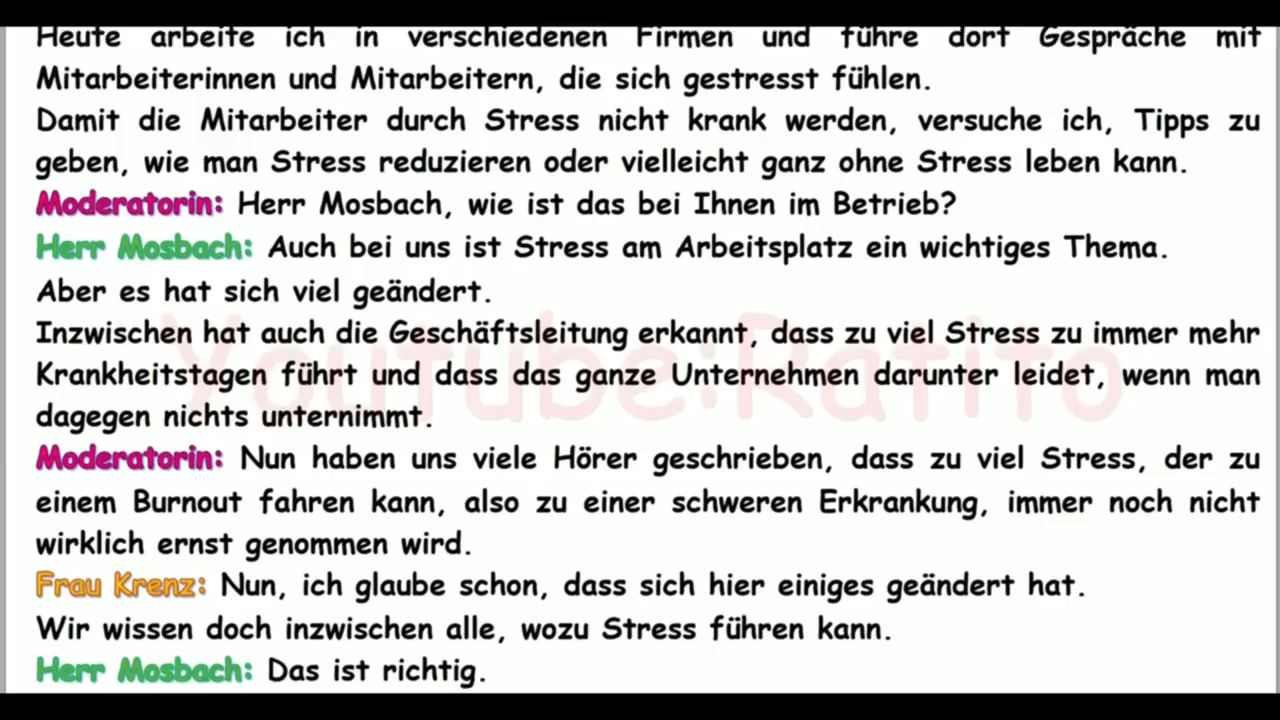 Heute arbeite ich in verschiedenen Firmen und führe dort Gespräche mit
Mitarbeiterinnen und Mitarbeitern, die sich gestresst fühlen.
Damit die Mitarbeiter durch Stress nicht krank werden, versuche ich, Tipps zu
geben, wie man Stress reduzieren oder vielleicht ganz ohne Stress leben kann.
Moderatorin: Herr Mosbach, wie ist das bei Ihnen im Betrieb?
Herr Mosbach: Auch bei uns ist Stress am Arbeitsplatz ein wichtiges Thema.
Aber es hat sich viel geändert.
Inzwischen hat auch die Geschäftsleitung erkannt, dass zu viel Stress zu immer mehr
Krankheitstagen führt und dass das ganze Unternehmen darunter leidet, wenn man
dagegen nichts unternimmt.
Youtube:Ratito
Moderatorin: Nun haben uns viele Hörer geschrieben, dass zu viel Stress, der zu
einem Burnout fahren kann, also zu einer schweren Erkrankung, immer noch nicht
wirklich ernst genommen wird.
Frau Krenz: Nun, ich glaube schon, dass sich hier einiges geändert hat.
Wir wissen doch inzwischen alle, wozu Stress führen kann.
Herr Mosbach: Das ist richtig.